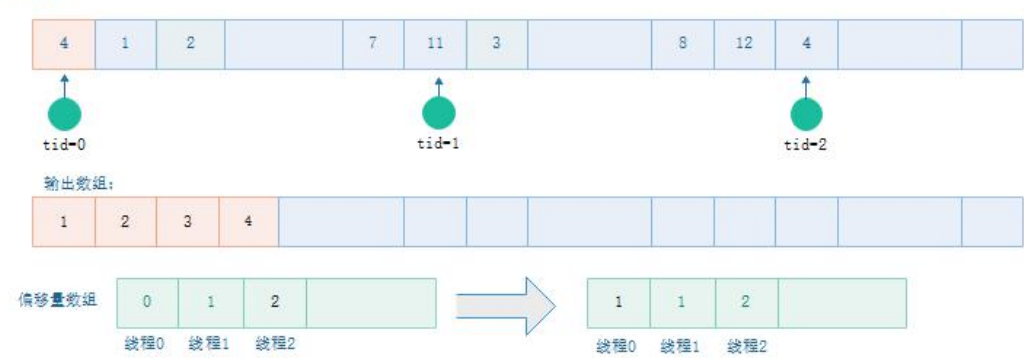 4 1 2 7 11 3 8 12 4
tid=0 tid=1 tid=2
输出数组:
1 2 3 4
偏移量数组 0 1 2 1 1 2
线程0 线程1 线程2 线程0 线程1 线程2